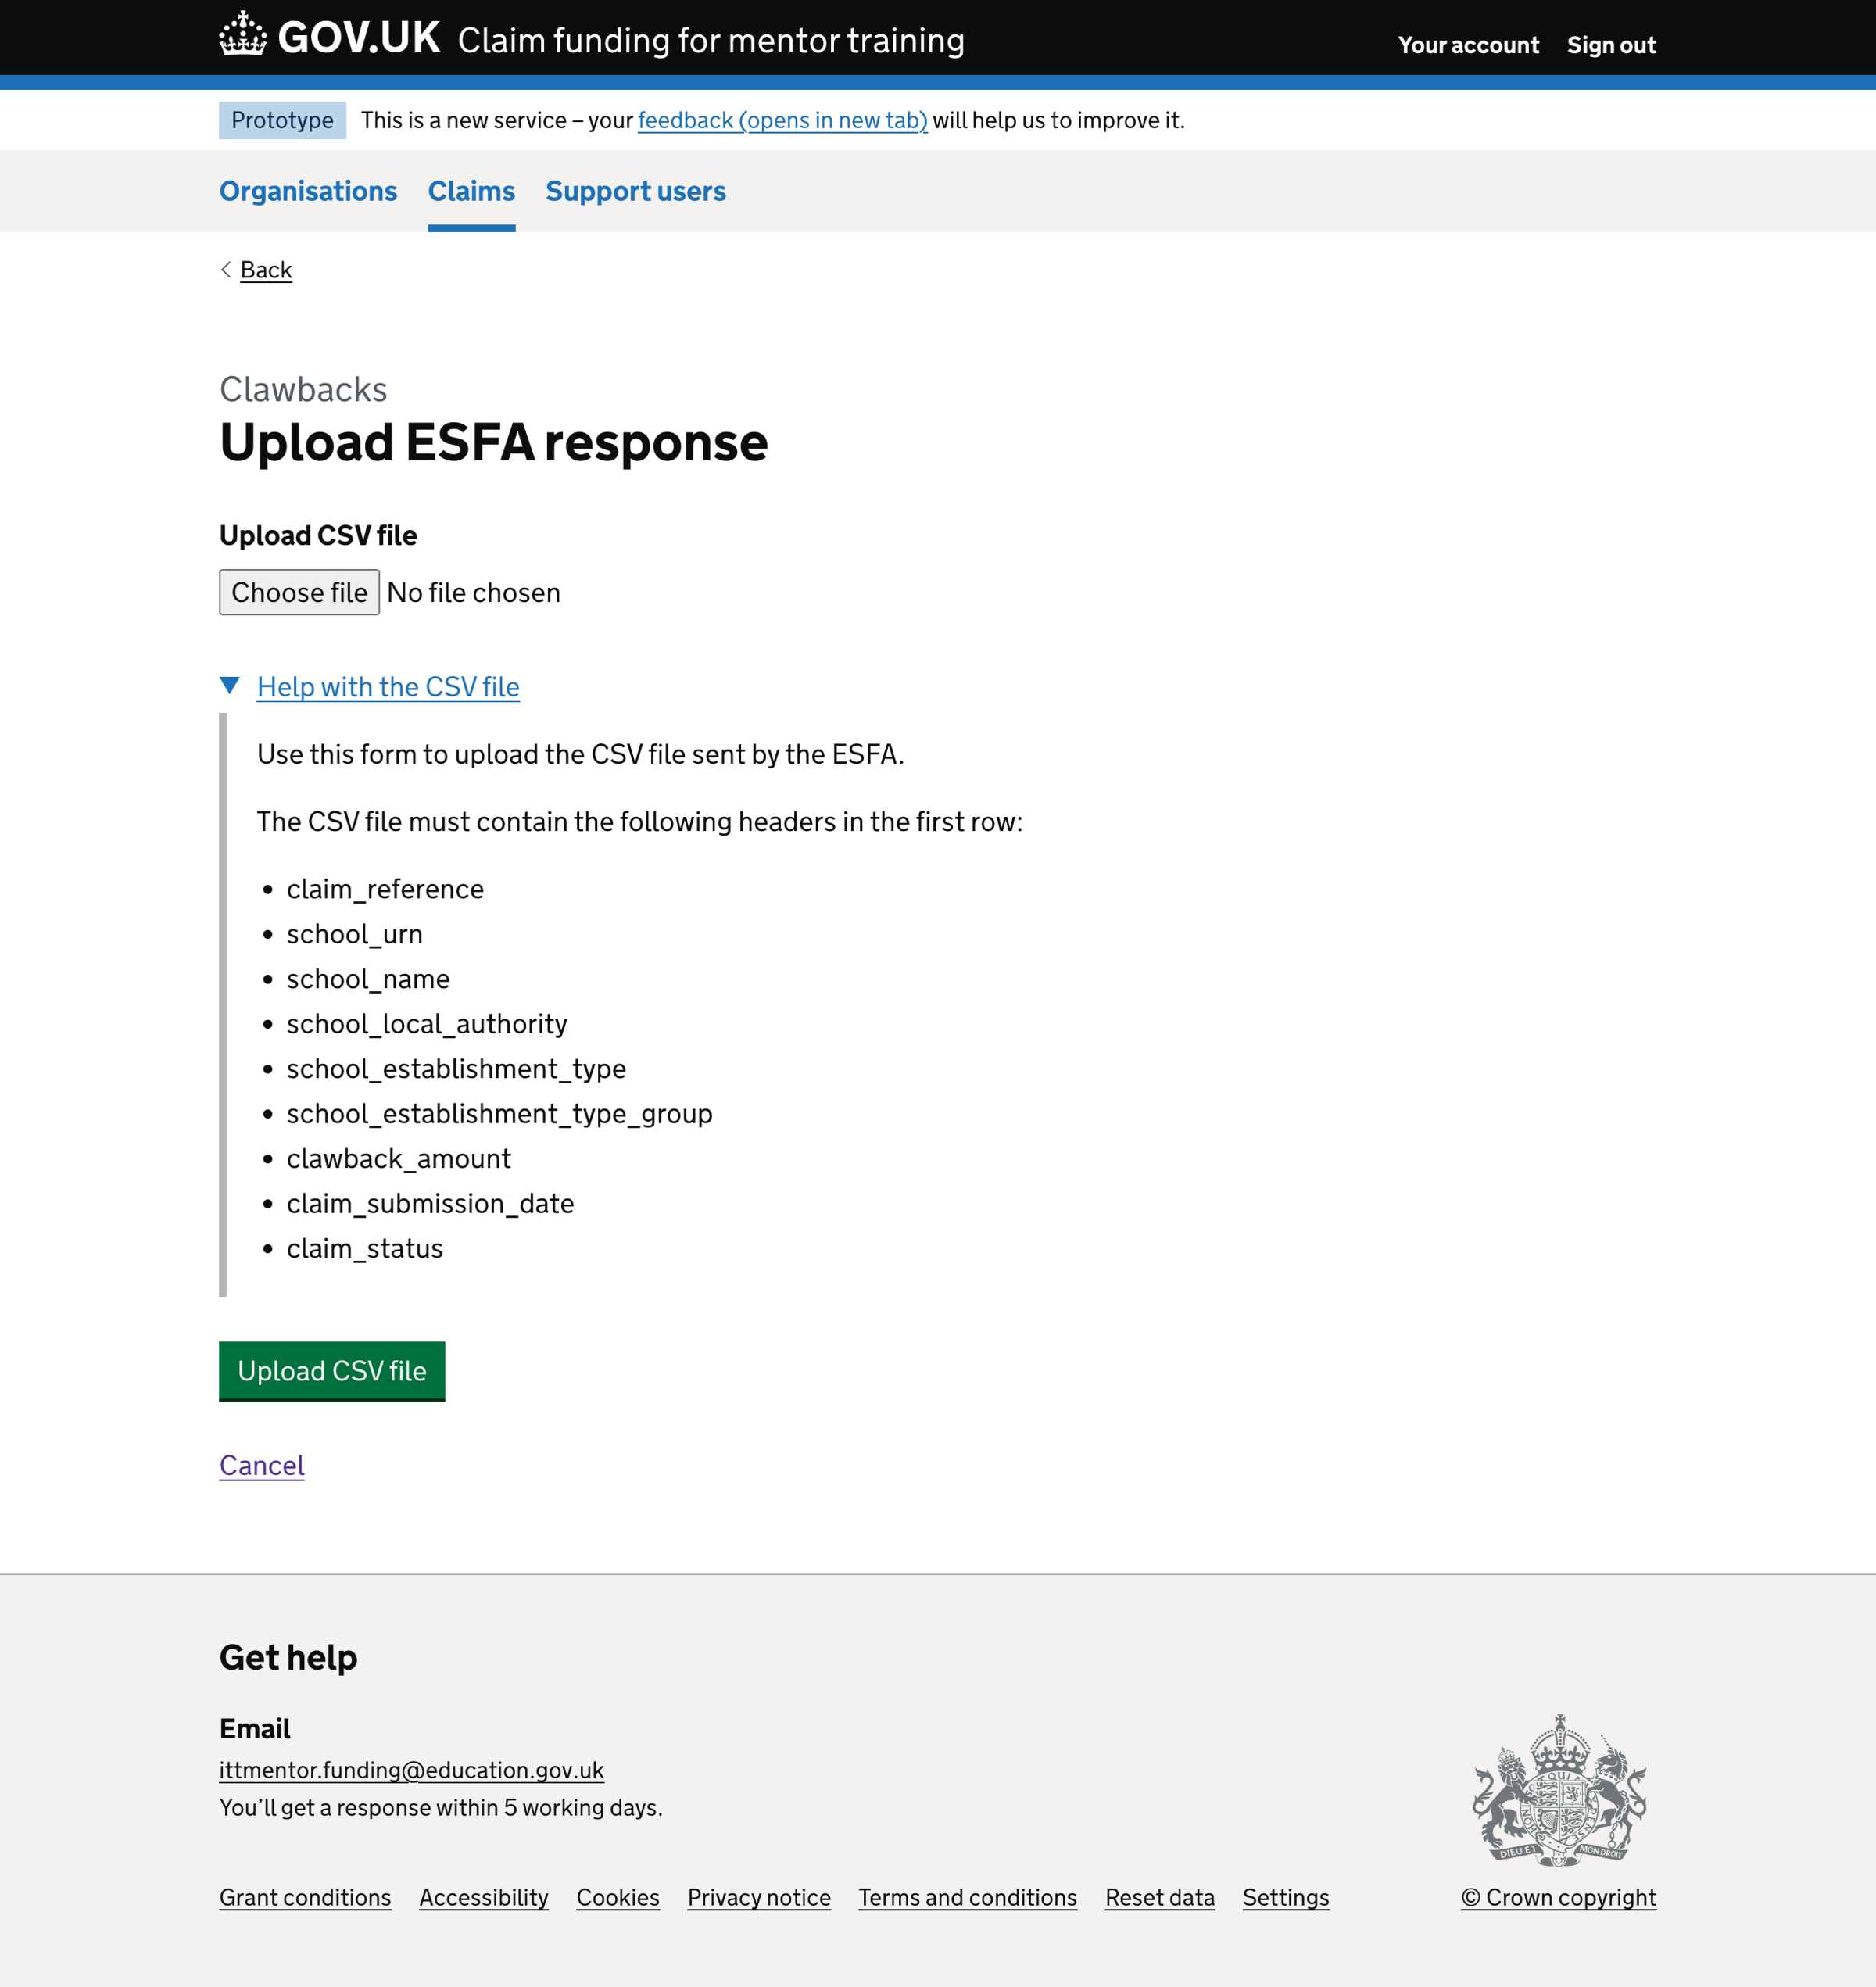 GOV.UK Claim funding for mentor training
Your account Sign out
Prototype This is a new service – your feedback (opens in new tab) will help us to improve it.
Organisations Claims Support users
Back
Clawbacks
Upload ESFA response
Upload CSV file
Choose file No file chosen
Help with the CSV file
Use this form to upload the CSV file sent by the ESFA.
The CSV file must contain the following headers in the first row:
• claim_reference
• school_urn
• school_name
• school_local_authority
• school_establishment_type
• school_establishment_type_group
• clawback_amount
• claim_submission_date
• claim_status
Upload CSV file
Cancel
Get help
Email
ittmentor.funding@education.gov.uk
You’ll get a response within 5 working days.
DIEU ET MON DROIT
Grant conditions Accessibility Cookies Privacy notice Terms and conditions Reset data Settings
© Crown copyright